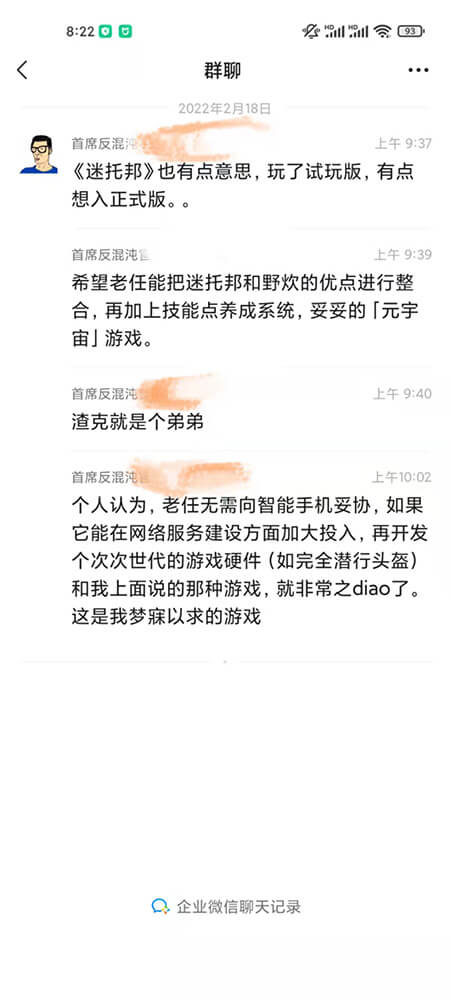 8:22
HD
HD
93
群聊
2022年2月18日
首席反混沌
上午 9:37
《迷托邦》也有点意思，玩了试玩版，有点
想入正式版。。
首席反混沌
上午 9:39
希望老任能把迷托邦和野炊的优点进行整
合，再加上技能点养成系统，妥妥的「元宇
宙」游戏。
首席反混沌
上午 9:40
渣克就是个弟弟
首席反混沌
上午10:02
个人认为，老任无需向智能手机妥协，如果
它能在网络服务建设方面加大投入，再开发
个次次世代的游戏硬件（如完全潜行头盔）
和我上面说的那种游戏，就非常之diao了。
这是我梦寐以求的游戏
企业微信聊天记录